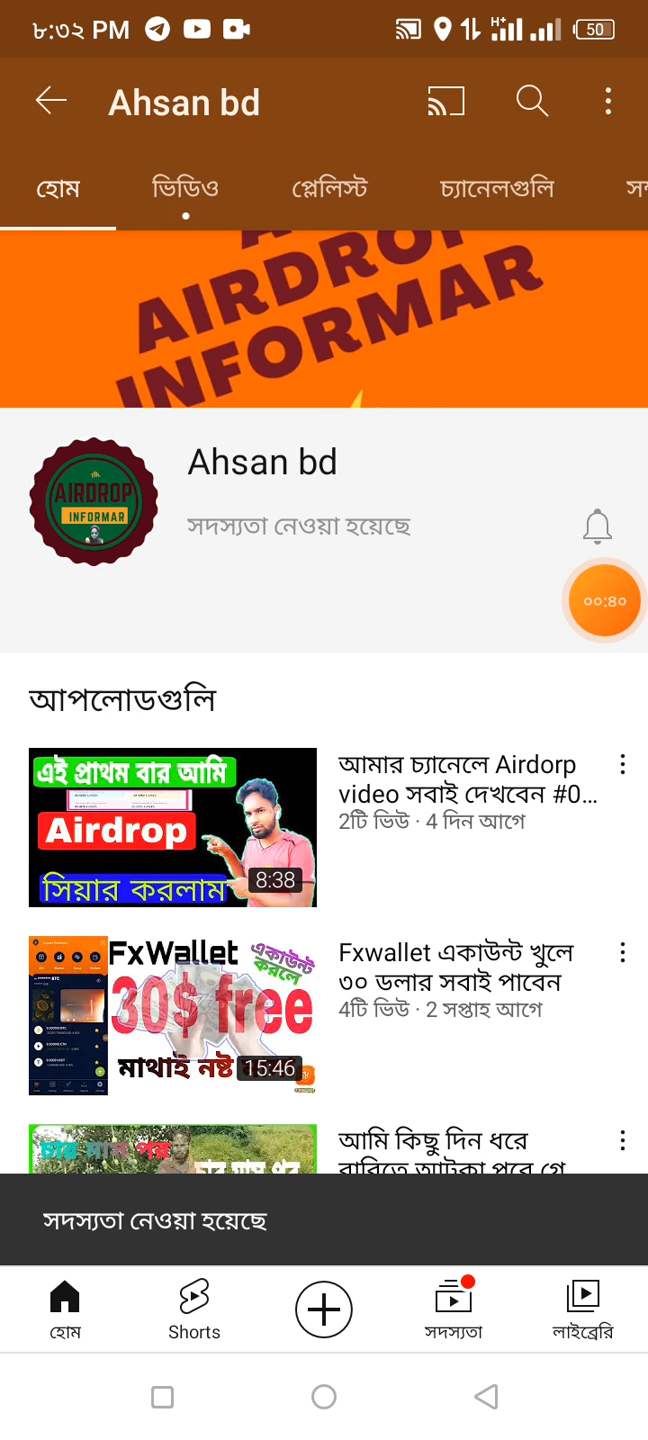 ৮:৩২ PM
H+
50
Ahsan bd
হোম ভিডিও প্লেলিস্ট চ্যানেলগুলি
AIRDROP
INFORMAR
AIRDROP
INFORMAR
Ahsan bd
সদস্যতা নেওয়া হয়েছে
০০:৪০
আপলোডগুলি
এই প্রাথম বার আমি
Airdrop
সিয়ার করলাম
8:38
আমার চ্যানেলে Airdorp
video সবাই দেখবেন #0...
2টি ভিউ · 4 দিন আগে
FxWallet
একাউন্ট
করলে
30$ free
মাথাই নষ্ট
15:46
Fxwallet একাউন্ট খুলে
৩০ ডলার সবাই পাবেন
4টি ভিউ · 2 সপ্তাহ আগে
চার মাস পর
চার মাস পর
আমি কিছু দিন ধরে
সদস্যতা নেওয়া হয়েছে
হোম
Shorts
সদস্যতা
লাইব্রেরি